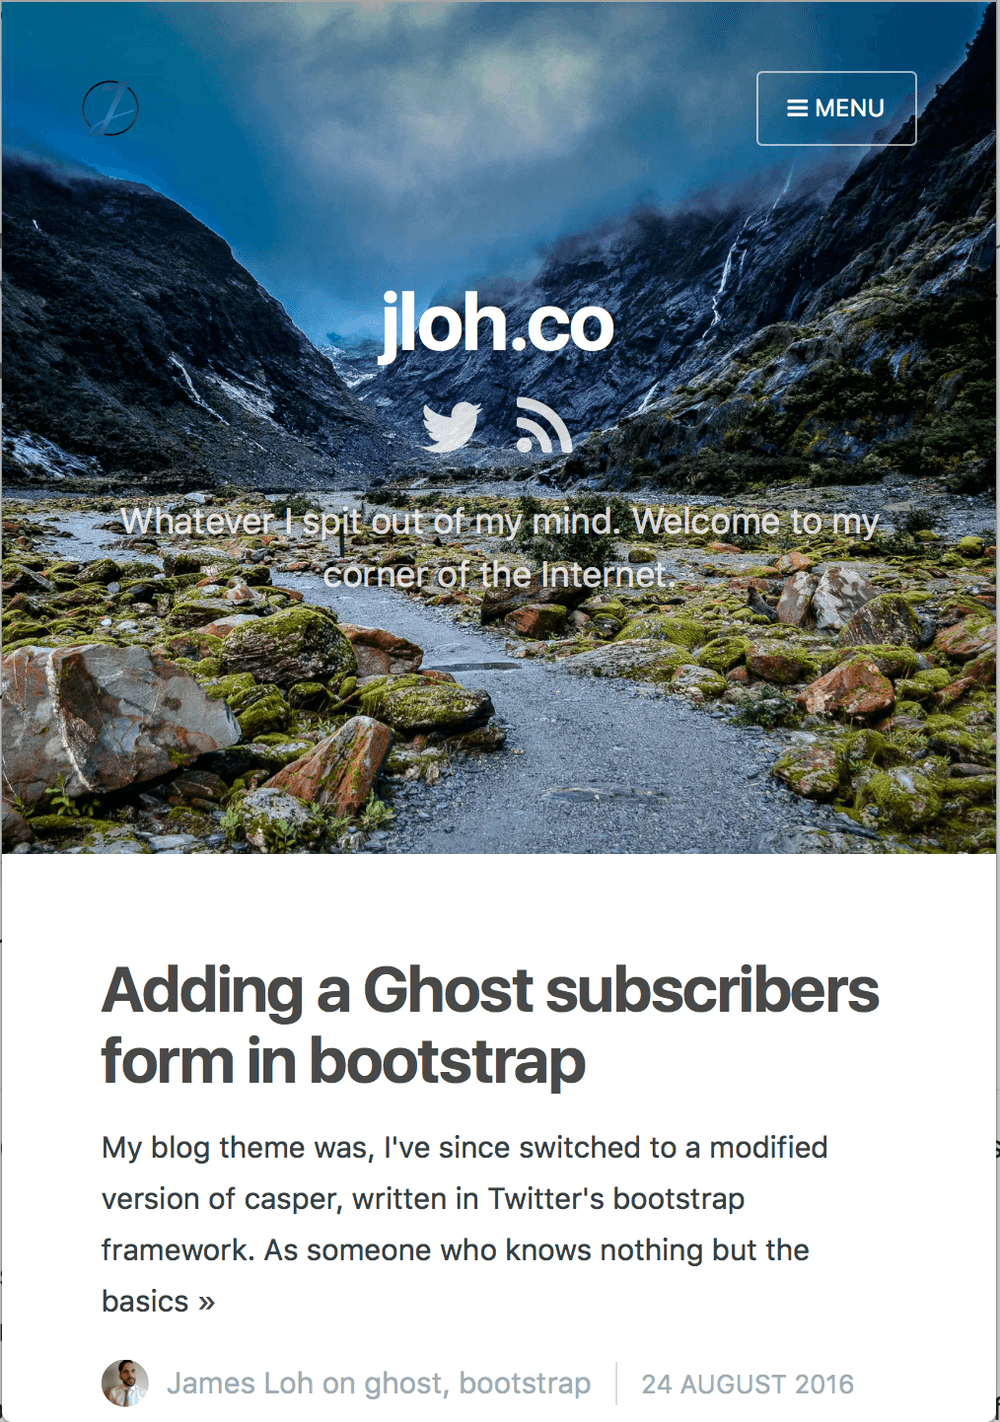 MENU
jloh.co
Whatever I spit out of my mind. Welcome to my
corner of the Internet.
Adding a Ghost subscribers
form in bootstrap
My blog theme was, I've since switched to a modified
version of casper, written in Twitter's bootstrap
framework. As someone who knows nothing but the
basics »
James Loh on ghost, bootstrap
24 AUGUST 2016